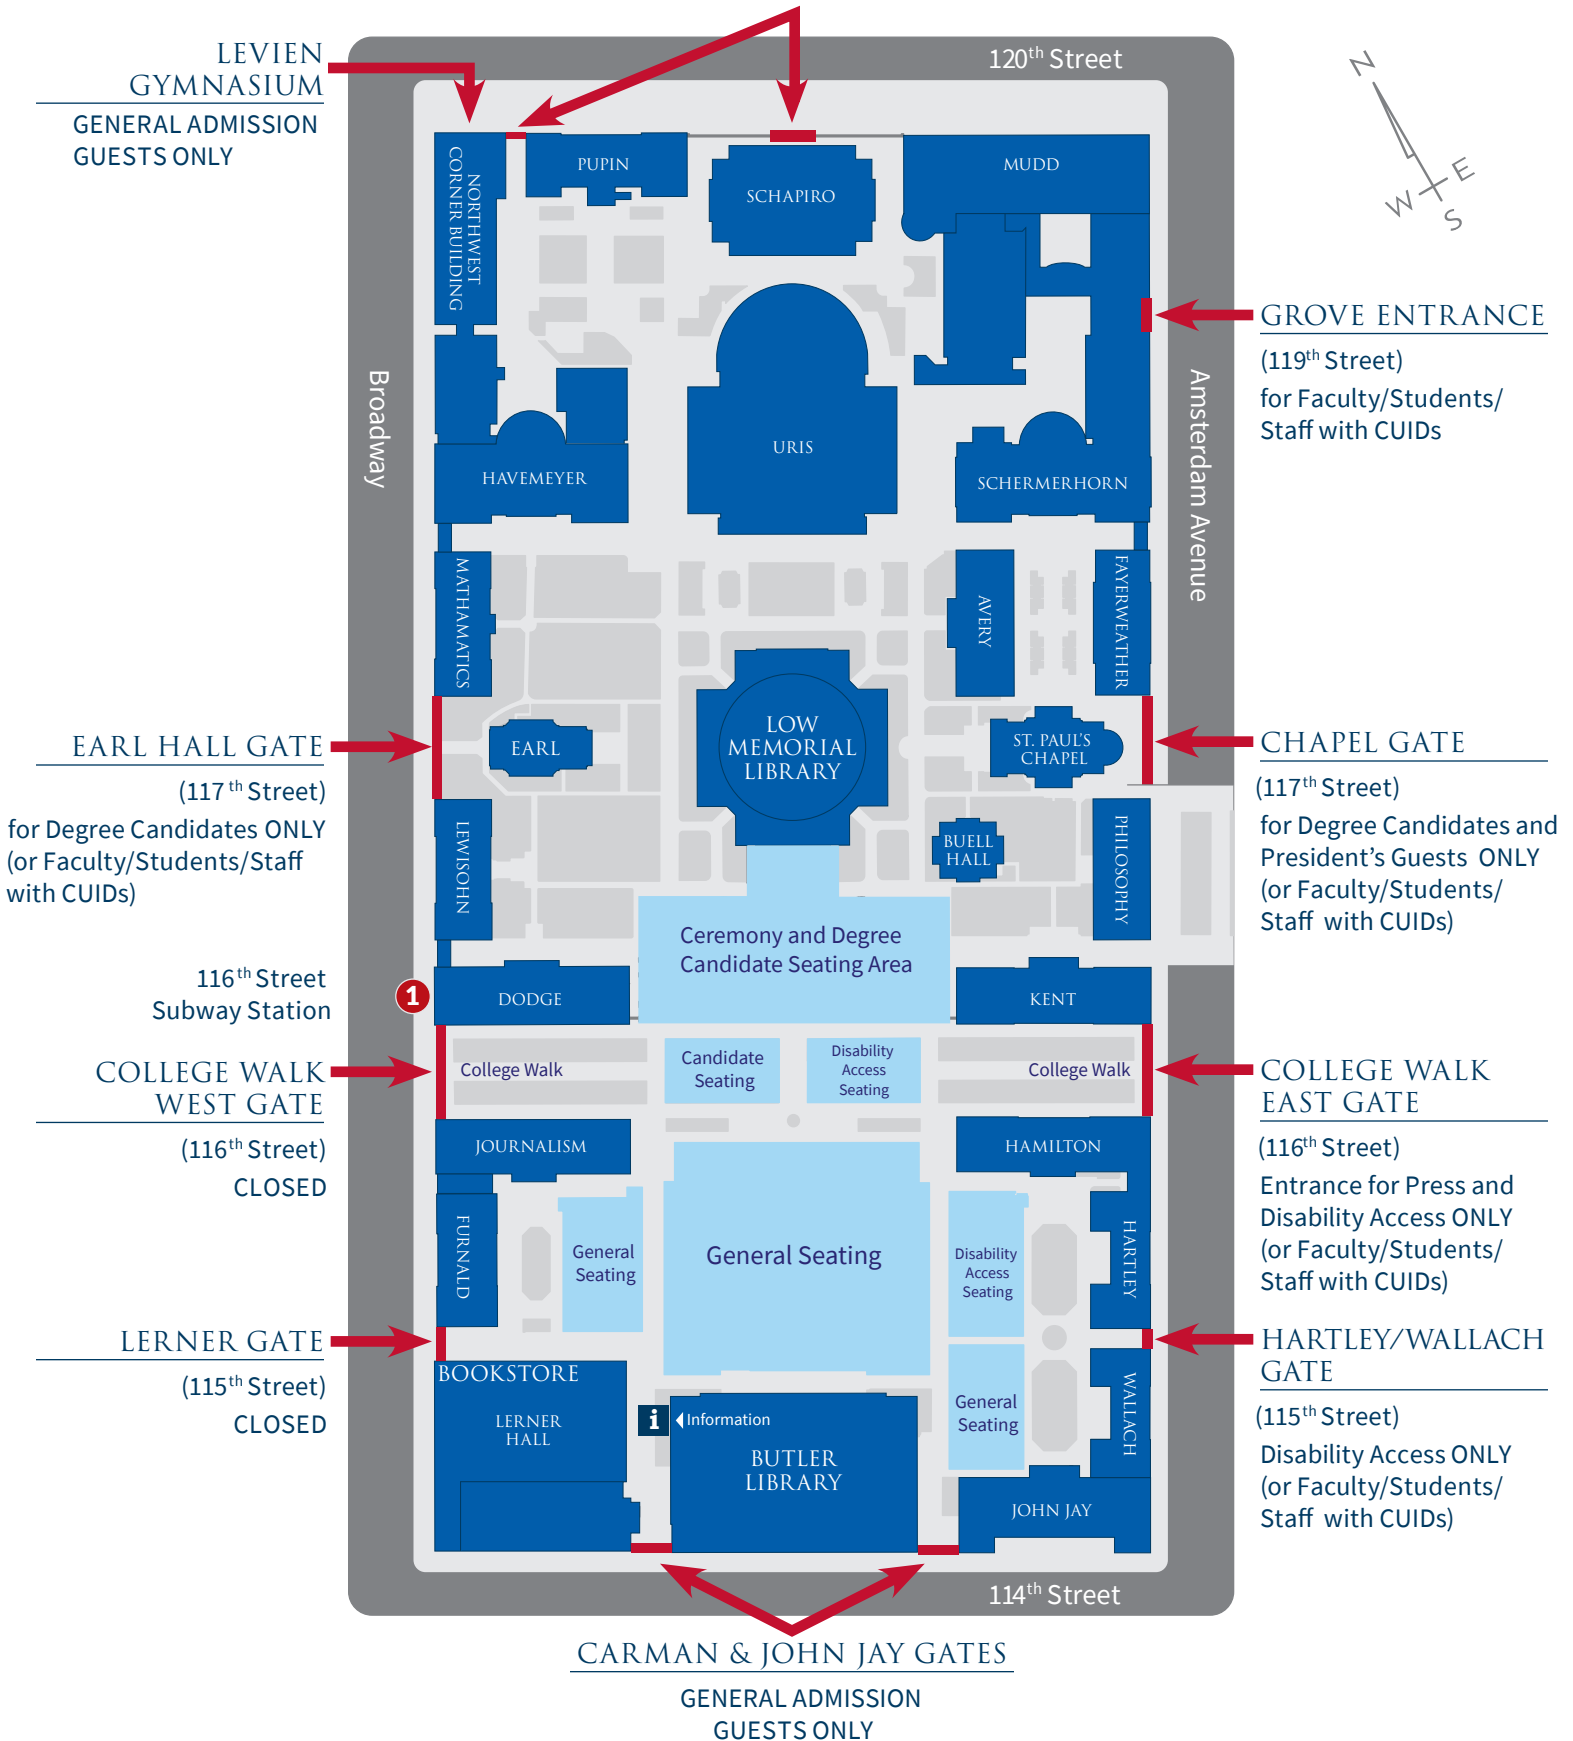 120th Street
LEVIEN
GYMNASIUM
GENERAL ADMISSION
GUESTS ONLY
N
W
E
S
NORTHWEST
CORNER BUILDING
PUPIN
SCHAPIRO
MUDD
GROVE ENTRANCE
(119th Street)
for Faculty/Students/
Staff with CUIDs
Broadway
Amsterdam Avenue
URIS
HAVEMEYER
SCHERMERHORN
MATHAMATICS
AVERY
FAYERWEATHER
EARL HALL GATE
(117th Street)
for Degree Candidates ONLY
(or Faculty/Students/Staff
with CUIDs)
EARL
LOW
MEMORIAL
LIBRARY
ST. PAUL'S
CHAPEL
CHAPEL GATE
(117th Street)
for Degree Candidates and
President's Guests ONLY
(or Faculty/Students/
Staff with CUIDs)
LEWISOHN
BUELL
HALL
PHILOSOPHY
Ceremony and Degree
Candidate Seating Area
116th Street
Subway Station
1
DODGE
KENT
COLLEGE WALK
WEST GATE
(116th Street)
CLOSED
College Walk
Candidate
Seating
Disability
Access
Seating
College Walk
COLLEGE WALK
EAST GATE
(116th Street)
Entrance for Press and
Disability Access ONLY
(or Faculty/Students/
Staff with CUIDs)
JOURNALISM
HAMILTON
FURNALD
General
Seating
General Seating
Disability
Access
Seating
HARTLEY
LERNER GATE
(115th Street)
CLOSED
HARTLEY/WALLACH
GATE
(115th Street)
Disability Access ONLY
(or Faculty/Students/
Staff with CUIDs)
BOOKSTORE
LERNER
HALL
i
Information
BUTLER
LIBRARY
General
Seating
WALLACH
JOHN JAY
114th Street
CARMAN & JOHN JAY GATES
GENERAL ADMISSION
GUESTS ONLY